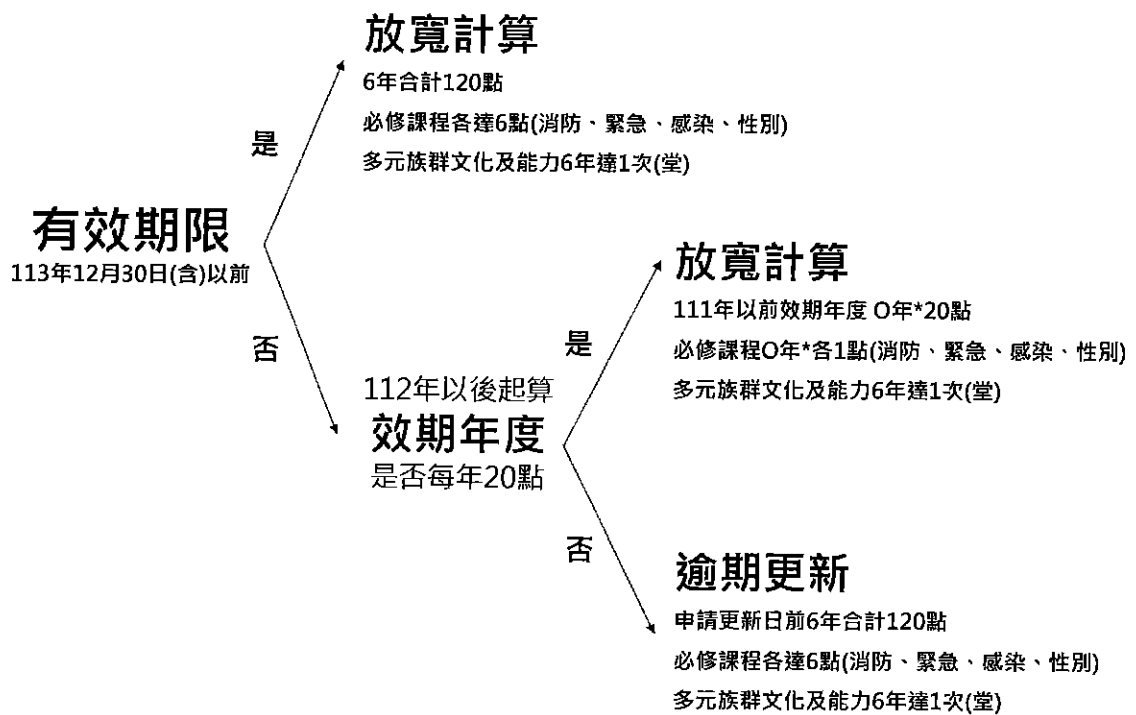 放寬計算
6年合計120點
必修課程各達6點(消防、緊急、感染、性別)
多元族群文化及能力6年達1次(堂)
是
有效期限
113年12月30日(含)以前
否
112年以後起算
效期年度
是否每年20點
是
放寬計算
111年以前效期年度 O年*20點
必修課程O年*各1點(消防、緊急、感染、性別)
多元族群文化及能力6年達1次(堂)
否
逾期更新
申請更新日前6年合計120點
必修課程各達6點(消防、緊急、感染、性別)
多元族群文化及能力6年達1次(堂)